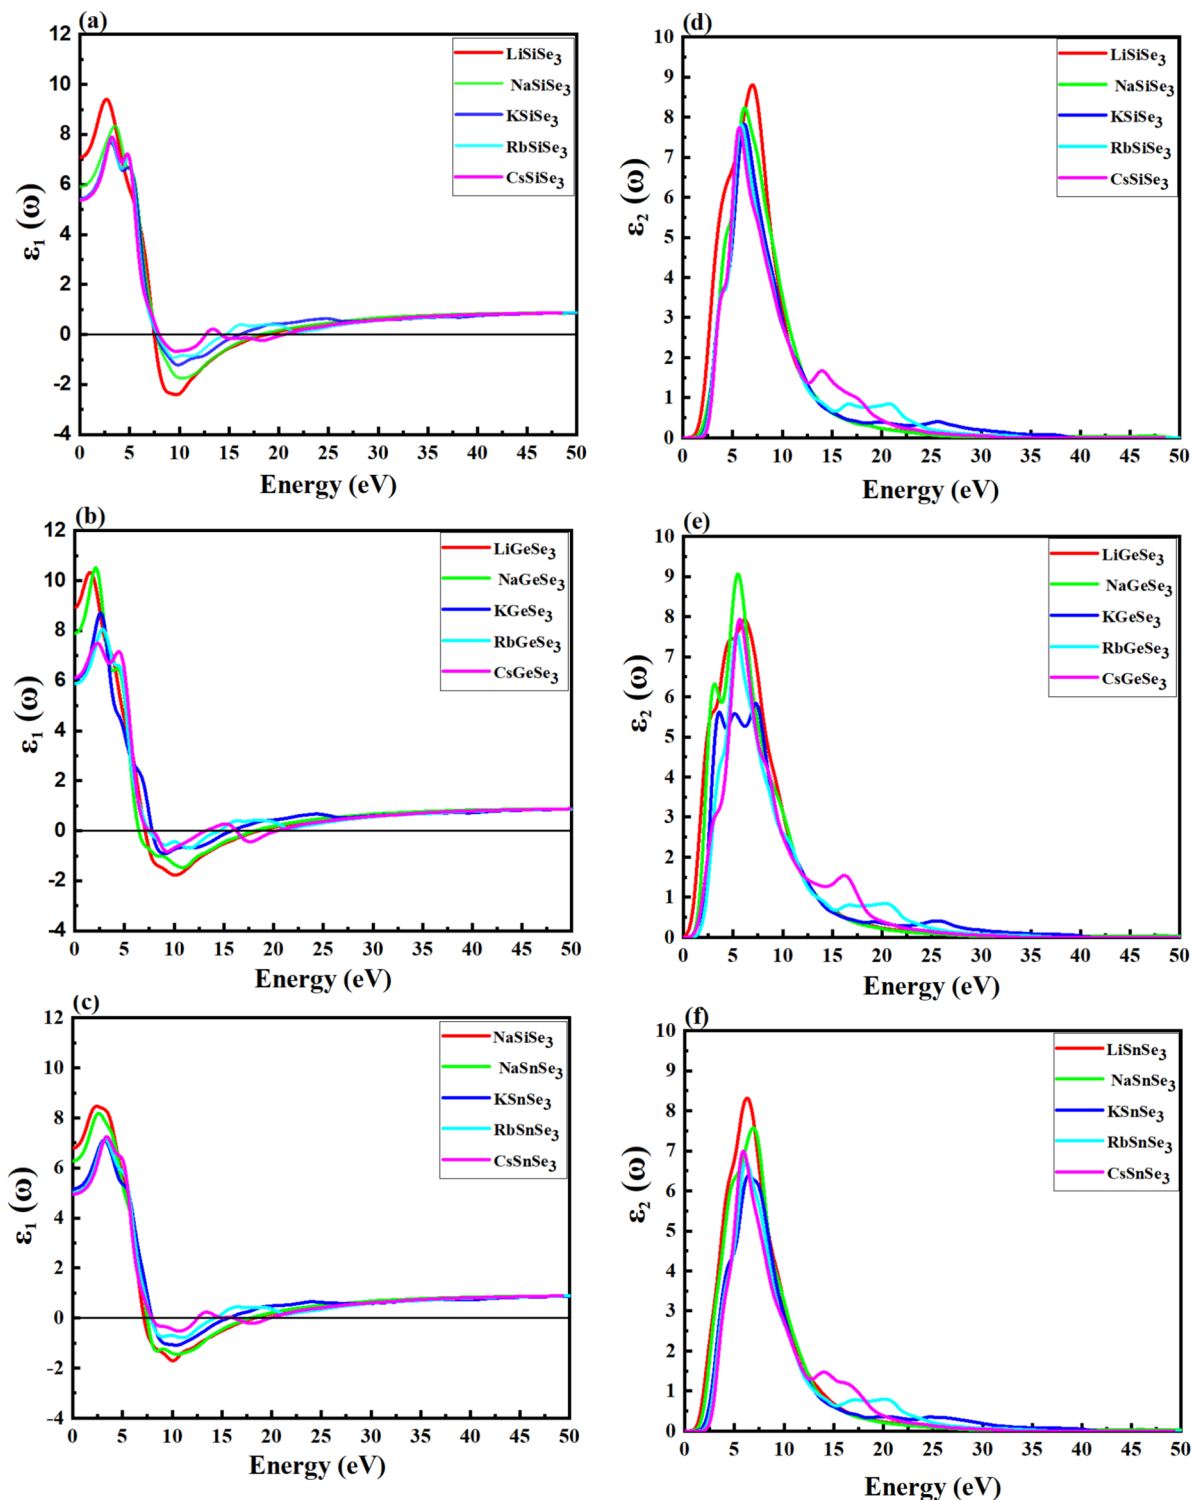 (a)
12
10
8
6
4
2
0
-2
-4
ε1 (ω)
LiSiSe3
NaSiSe3
KSiSe3
RbSiSe3
CsSiSe3
0 5 10 15 20 25 30 35 40 45 50
Energy (eV)
(d)
10
9
8
7
6
5
4
3
2
1
0
ε2 (ω)
LiSiSe3
NaSiSe3
KSiSe3
RbSiSe3
CsSiSe3
0 5 10 15 20 25 30 35 40 45 50
Energy (eV)
(b)
12
10
8
6
4
2
0
-2
-4
ε1 (ω)
LiGeSe3
NaGeSe3
KGeSe3
RbGeSe3
CsGeSe3
0 5 10 15 20 25 30 35 40 45 50
Energy (eV)
(e)
10
9
8
7
6
5
4
3
2
1
0
ε2 (ω)
LiGeSe3
NaGeSe3
KGeSe3
RbGeSe3
CsGeSe3
0 5 10 15 20 25 30 35 40 45 50
Energy (eV)
(c)
12
10
8
6
4
2
0
-2
-4
ε1 (ω)
NaSiSe3
NaSnSe3
KSnSe3
RbSnSe3
CsSnSe3
0 5 10 15 20 25 30 35 40 45 50
Energy (eV)
(f)
10
9
8
7
6
5
4
3
2
1
0
ε2 (ω)
LiSnSe3
NaSnSe3
KSnSe3
RbSnSe3
CsSnSe3
0 5 10 15 20 25 30 35 40 45 50
Energy (eV)